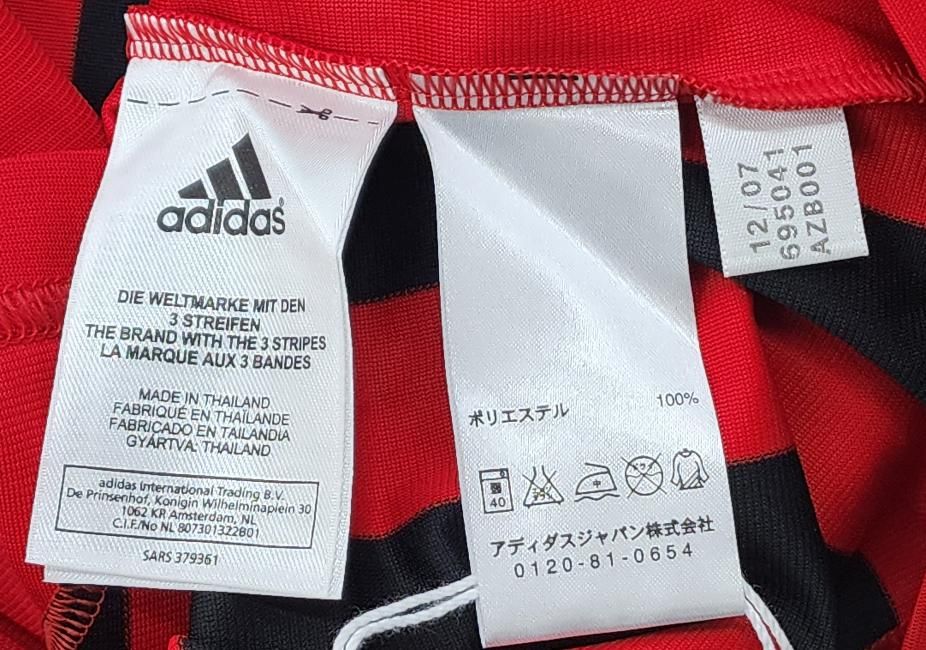 adidas
DIE WELTMARKE MIT DEN
3 STREIFEN
THE BRAND WITH THE 3 STRIPES
LA MARQUE AUX 3 BANDES
MADE IN THAILAND
FABRIQUÉ EN THAÏLANDE
FABRICADO EN TAILANDIA
GYÁRTVA: THAILAND
adidas International Trading B.V.
De Prinsenhof, Konigin Wilhelminaplein 30
1062 KR Amsterdam, NL
C.I.F./No NL 807301322B01
SARS 379361
ポリエステル 100%
40 中
アディダスジャパン株式会社
0120-81-0654
12/07
695041
AZB001